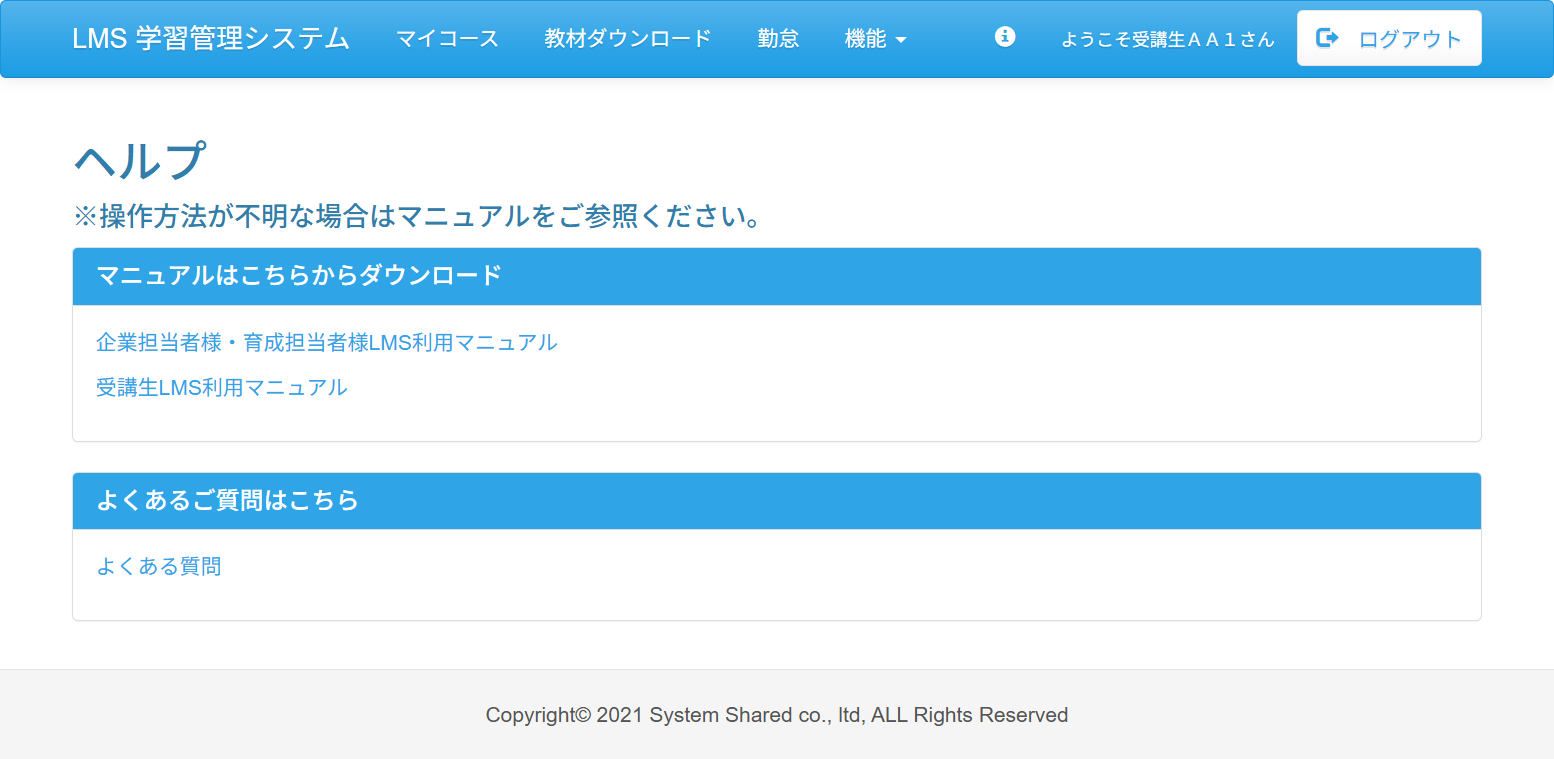 LMS 学習管理システム マイコース 教材ダウンロード 勤怠 機能 ようこそ受講生ＡＡ１さん ログアウト
ヘルプ
※操作方法が不明な場合はマニュアルをご参照ください。
マニュアルはこちらからダウンロード
企業担当者様・育成担当者様LMS利用マニュアル
受講生LMS利用マニュアル
よくあるご質問はこちら
よくある質問
Copyright© 2021 System Shared co., ltd, ALL Rights Reserved